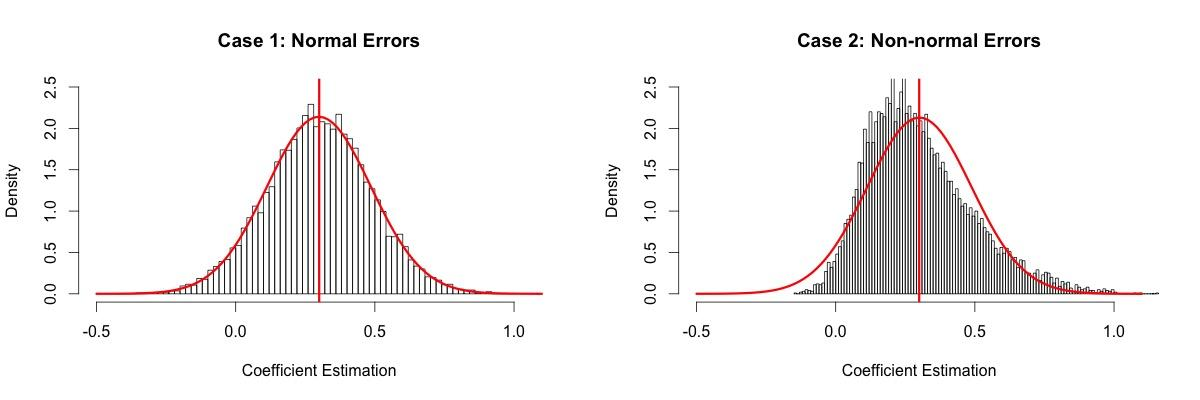 Case 1: Normal Errors
Density
0.0 0.5 1.0 1.5 2.0 2.5
-0.5 0.0 0.5 1.0
Coefficient Estimation
Case 2: Non-normal Errors
Density
0.0 0.5 1.0 1.5 2.0 2.5
-0.5 0.0 0.5 1.0
Coefficient Estimation